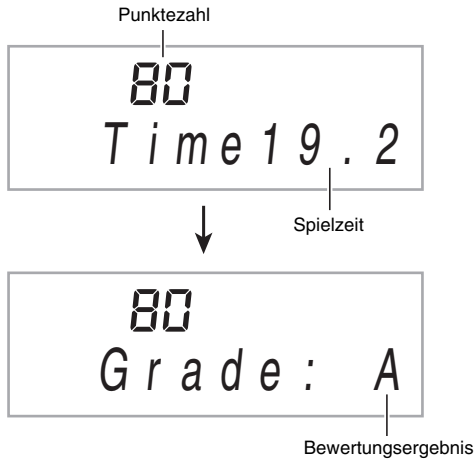 Punktezahl
80
Time19.2
Spielzeit
80
Grade: A
Bewertungsergebnis